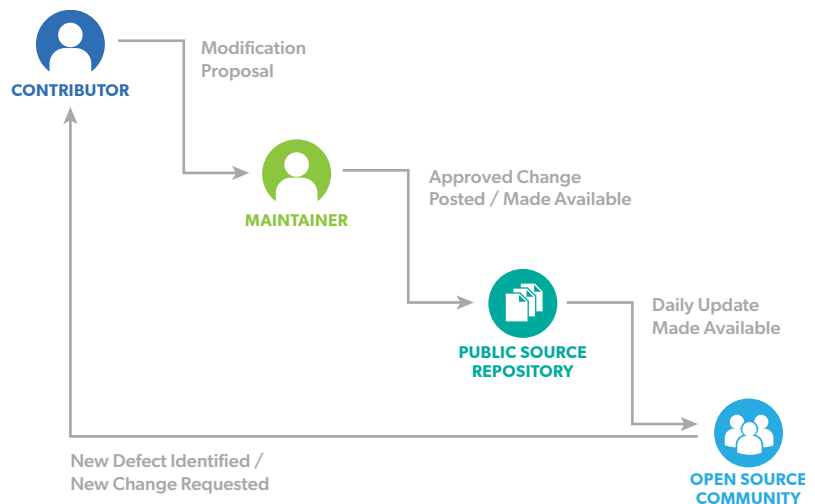 Modification
Proposal
CONTRIBUTOR
Approved Change
Posted / Made Available
MAINTAINER
Daily Update
Made Available
PUBLIC SOURCE
REPOSITORY
New Defect Identified /
New Change Requested
OPEN SOURCE
COMMUNITY